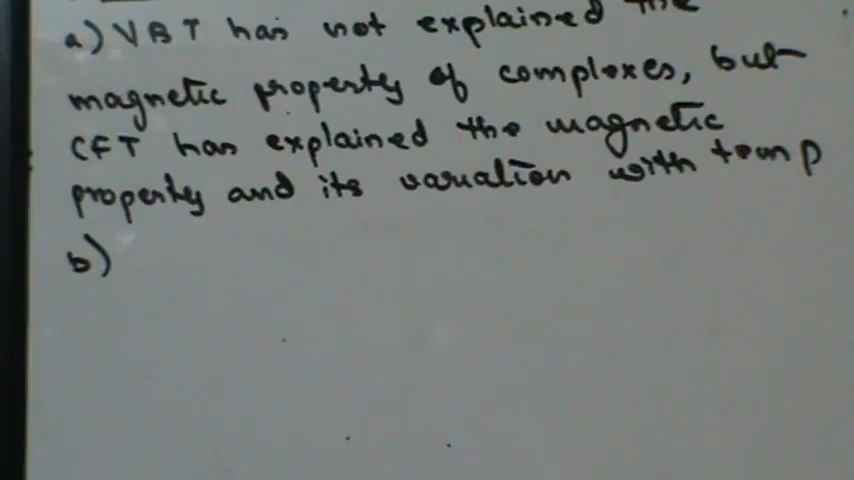 a) VBT has not explained the
magnetic property of complexes, but
CFT has explained the magnetic
property and its variation with temp
b)